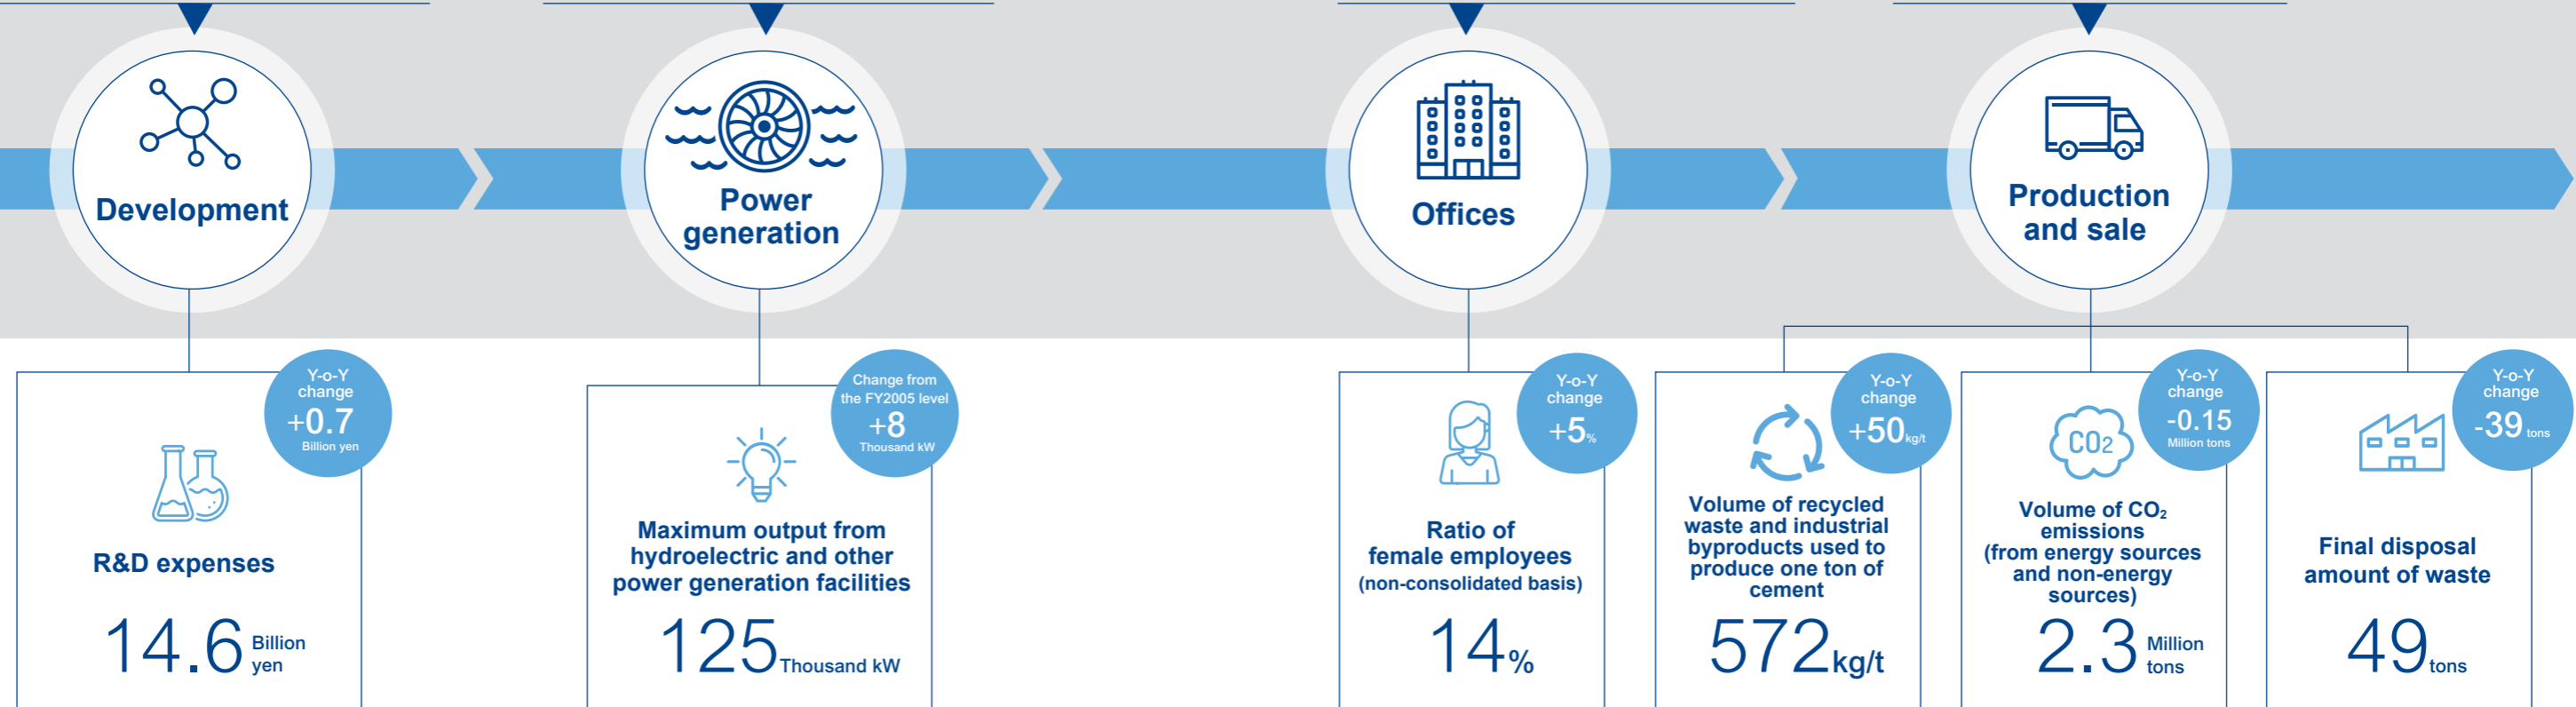 Development
Power
generation
Offices
Production
and sale
Y-o-Y
change
+0.7
Billion yen
R&D expenses
14.6 Billion
yen
Change from
the FY2005 level
+8
Thousand kW
Maximum output from
hydroelectric and other
power generation facilities
125 Thousand kW
Y-o-Y
change
+5%
Ratio of
female employees
(non-consolidated basis)
14%
Y-o-Y
change
+50kg/t
Volume of recycled
waste and industrial
byproducts used to
produce one ton of
cement
572kg/t
Y-o-Y
change
-0.15
Million tons
CO2
Volume of CO₂
emissions
(from energy sources
and non-energy
sources)
2.3 Million
tons
Y-o-Y
change
-39 tons
Final disposal
amount of waste
49 tons